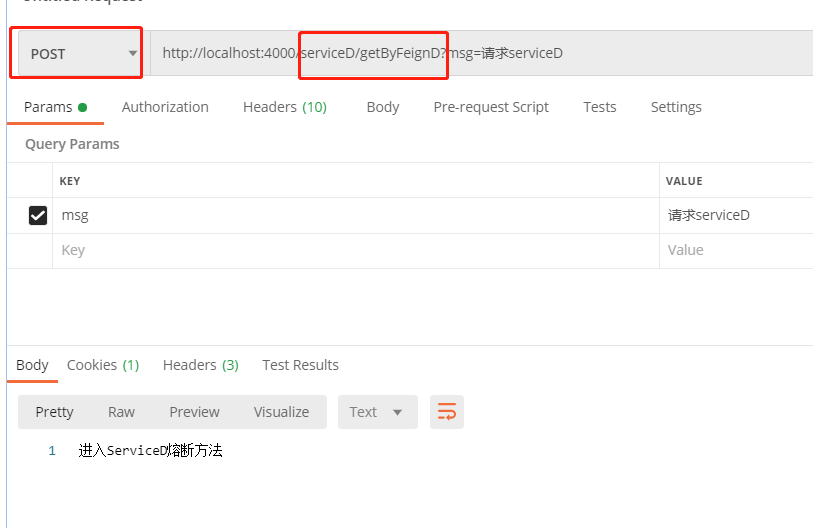 Untitled Request
POST http://localhost:4000/serviceD/getByFeignD?msg=请求serviceD
Params Authorization Headers (10) Body Pre-request Script Tests Settings
Query Params
KEY VALUE
msg 请求serviceD
Key Value
Body Cookies (1) Headers (3) Test Results
Pretty Raw Preview Visualize Text
1 进入ServiceD熔断方法